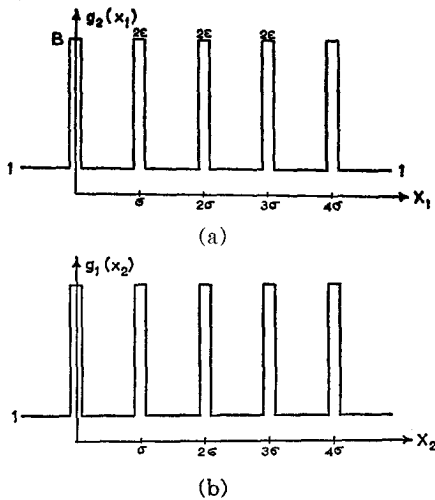 g₂(x₁)
B 2ε 2ε 2ε
1 1
σ 2σ 3σ 4σ X₁
(a)
g₁(x₂)
1
σ 2σ 3σ 4σ X₂
(b)